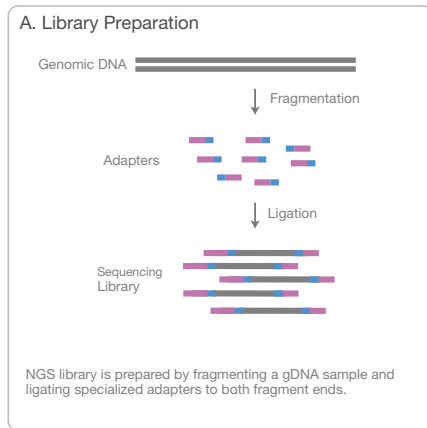 A. Library Preparation
Genomic DNA
Fragmentation
Adapters
Ligation
Sequencing
Library
NGS library is prepared by fragmenting a gDNA sample and
ligating specialized adapters to both fragment ends.